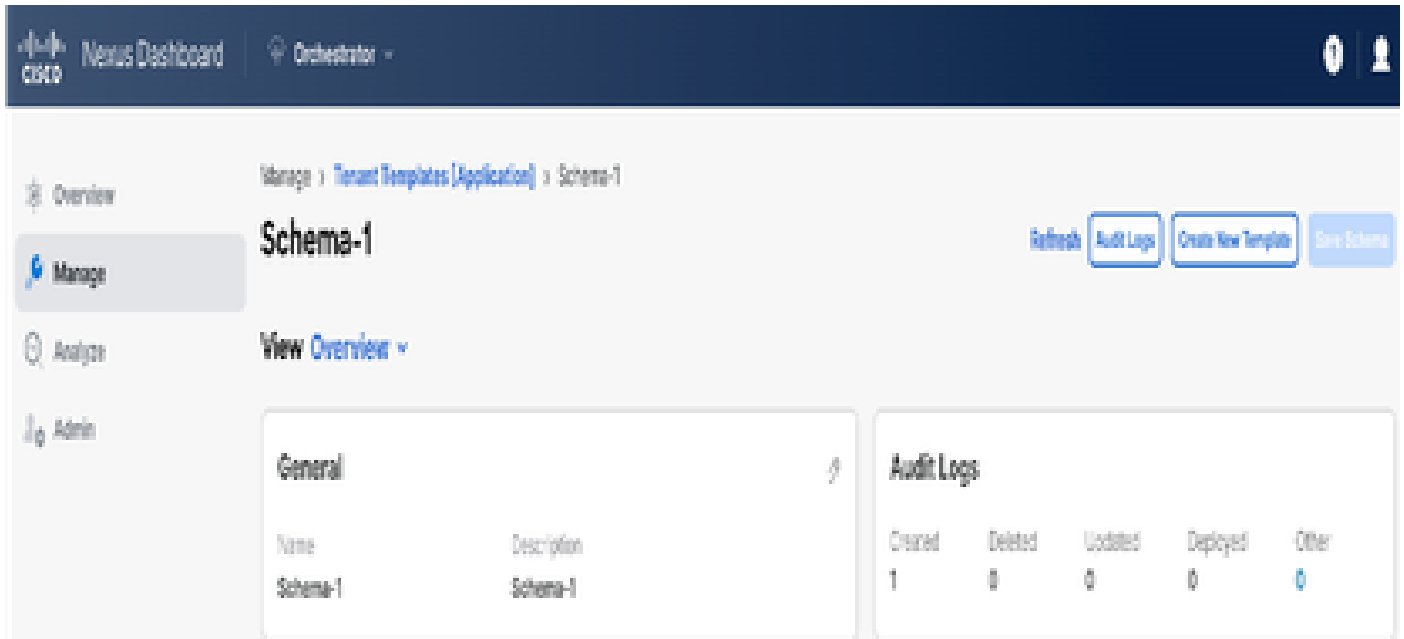 CISCO Nexus Dashboard Orchestrator ?
Overview
Manage
Analyze
Admin
Manage > Tenant Templates [Application] > Schema-1
Schema-1
Refresh Audit Logs Create New Template Save Schema
View Overview
General
Name Description
Schema-1 Schema-1
Audit Logs
Created Deleted Updated Deployed Other
1 0 0 0 0